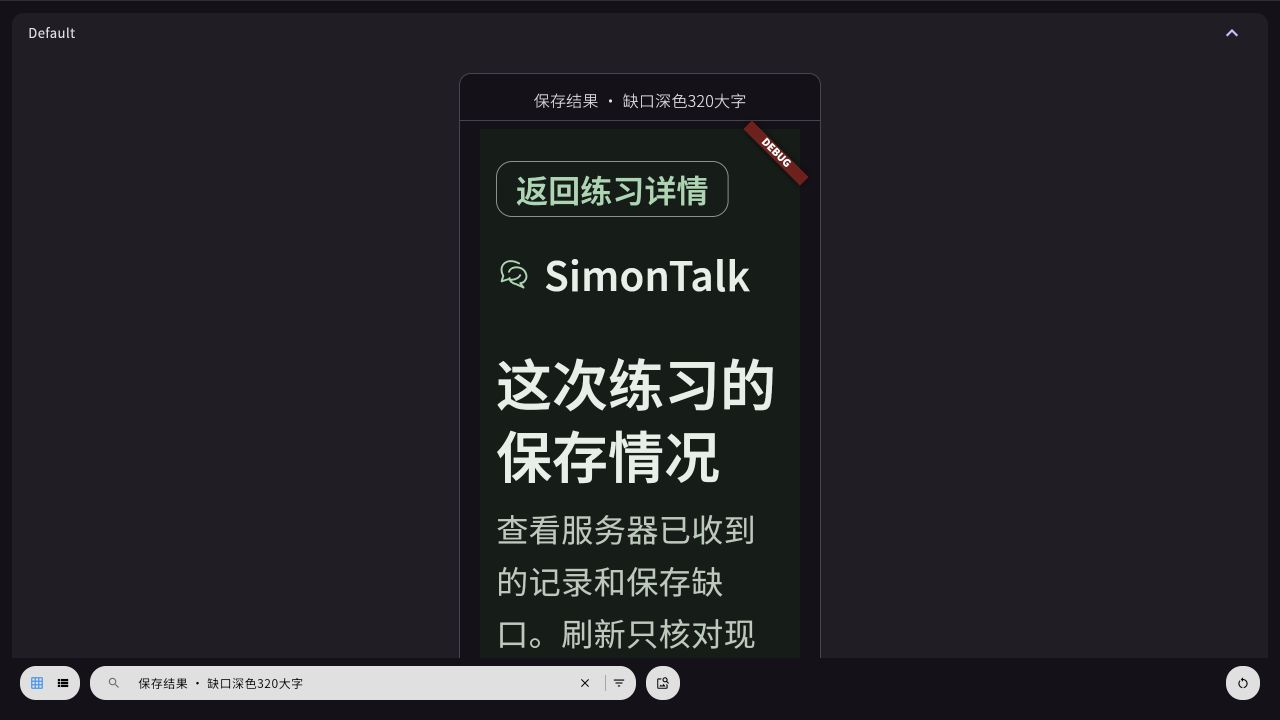 Default
保存结果 · 缺口深色320大字
DEBUG
返回练习详情
SimonTalk
这次练习的
保存情况
查看服务器已收到
的记录和保存缺
口。刷新只核对现
保存结果 · 缺口深色320大字